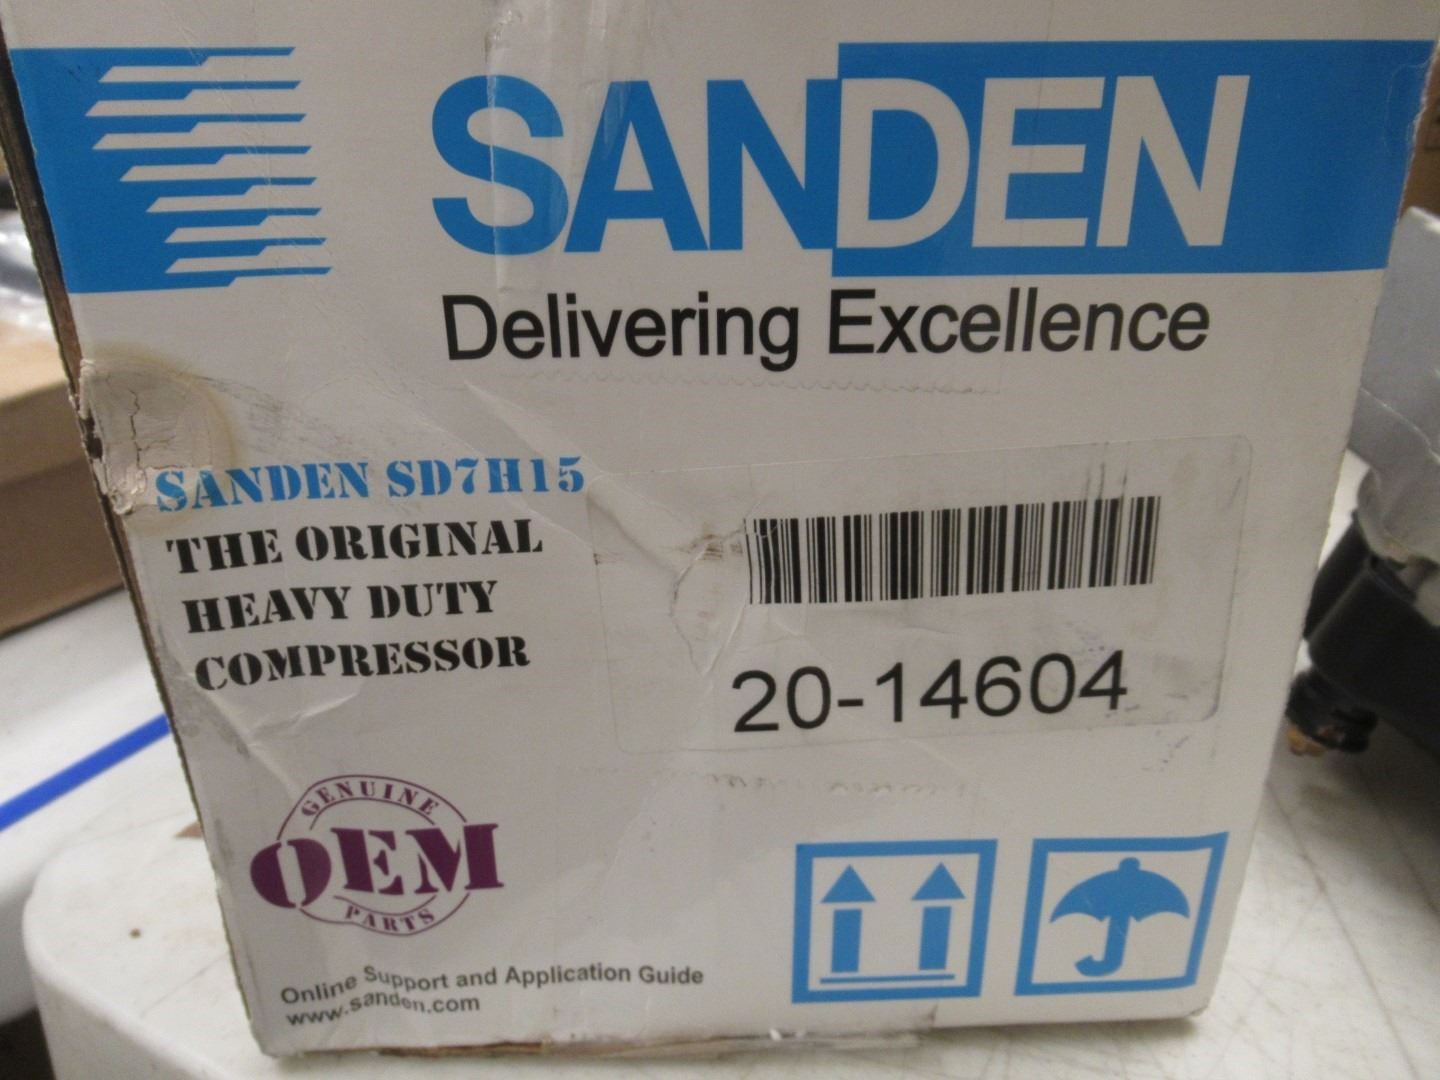 SANDEN
Delivering Excellence
SANDEN SD7H15
THE ORIGINAL
HEAVY DUTY
COMPRESSOR
20-14604
GENUINE
OEM
PARTS
Online Support and Application Guide
www.sanden.com